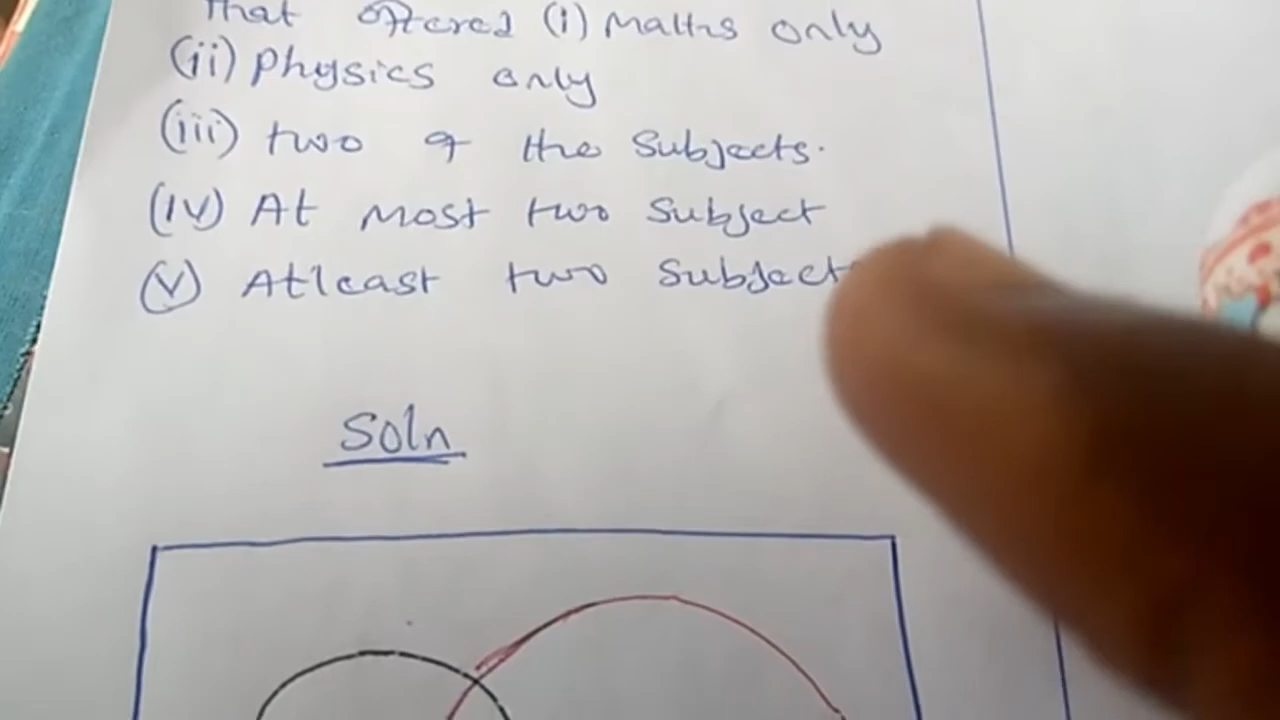 That offered (i) Maths only
(ii) Physics only
(iii) two of the Subjects.
(IV) At most two Subject
(V) Atleast two Subject
Soln